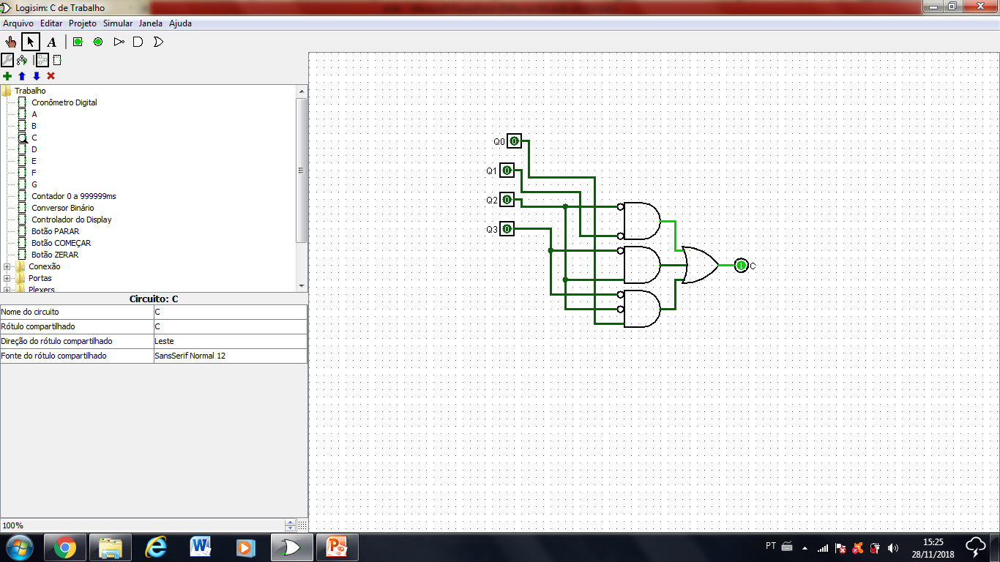 Logisim: C de Trabalho
Arquivo Editar Projeto Simular Janela Ajuda
A
Trabalho
Cronômetro Digital
A
B
C
D
E
F
G
Contador 0 a 999999ms
Conversor Binário
Controlador do Display
Botão PARAR
Botão COMEÇAR
Botão ZERAR
Conexão
Portas
Plexers
Circuito: C
Nome do circuito C
Rótulo compartilhado C
Direção do rótulo compartilhado Leste
Fonte do rótulo compartilhado SansSerif Normal 12
100%
Q0 0
Q1 0
Q2 0
Q3 0
1 C
PT
15:25
28/11/2018